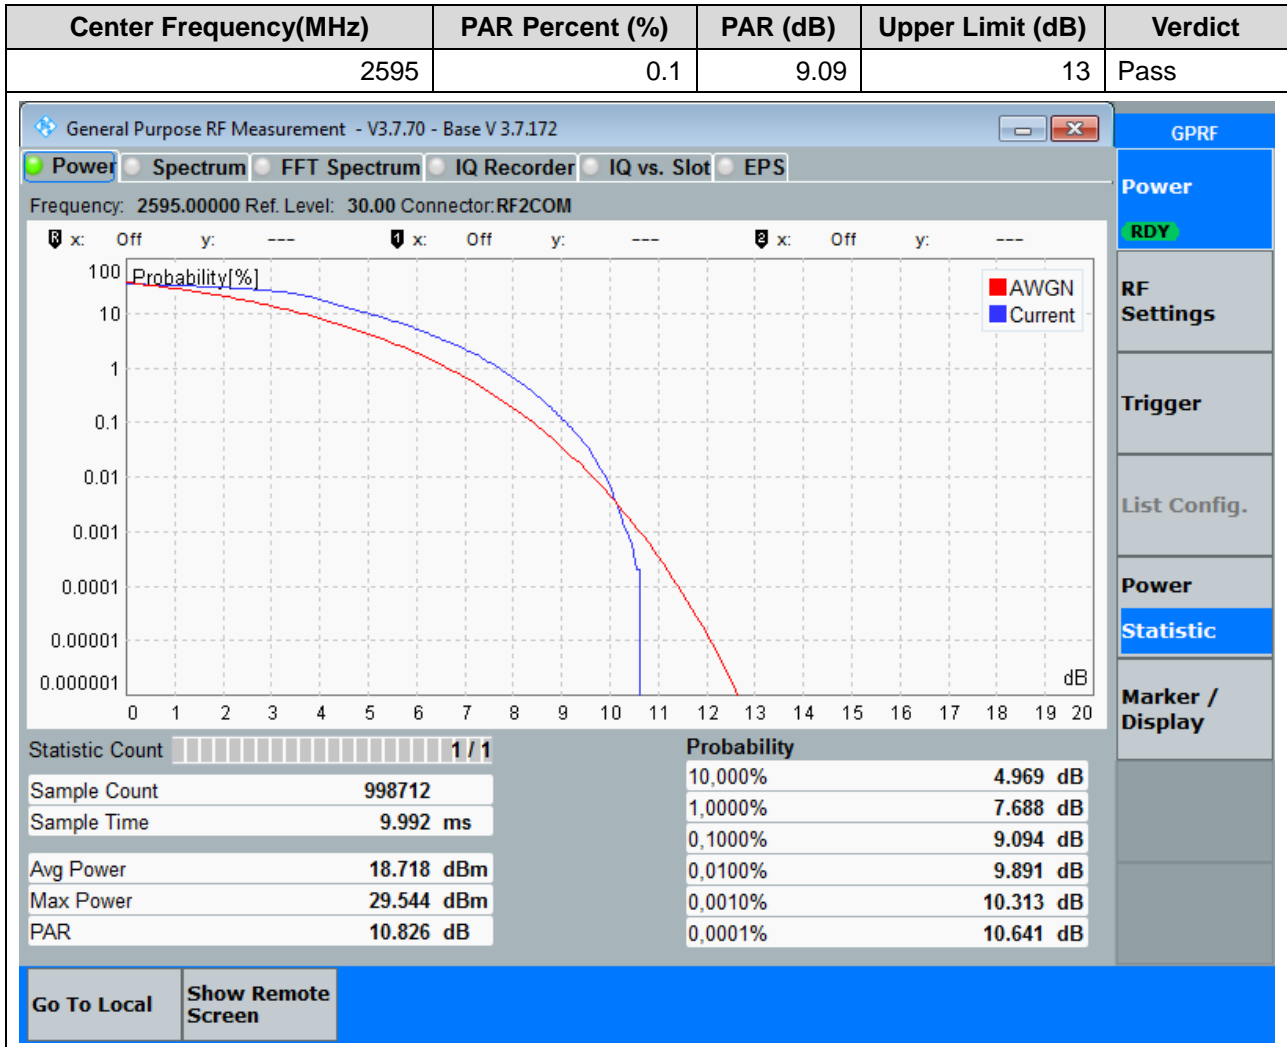 Center Frequency(MHz) PAR Percent (%) PAR (dB) Upper Limit (dB) Verdict
2595 0.1 9.09 13 Pass
General Purpose RF Measurement - V3.7.70 - Base V 3.7.172
GPRF
Power Spectrum FFT Spectrum IQ Recorder IQ vs. Slot EPS
Frequency: 2595.00000 Ref. Level: 30.00 Connector:RF2COM
R x: Off y: --- 1 x: Off y: --- 2 x: Off y: ---
Probability[%]
AWGN
Current
100
10
1
0.1
0.01
0.001
0.0001
0.00001
0.000001
dB
0 1 2 3 4 5 6 7 8 9 10 11 12 13 14 15 16 17 18 19 20
Statistic Count 1 / 1
Sample Count 998712
Sample Time 9.992 ms
Avg Power 18.718 dBm
Max Power 29.544 dBm
PAR 10.826 dB
Probability
10,000% 4.969 dB
1,0000% 7.688 dB
0,1000% 9.094 dB
0,0100% 9.891 dB
0,0010% 10.313 dB
0,0001% 10.641 dB
Power
RDY
RF
Settings
Trigger
List Config.
Power
Statistic
Marker /
Display
Go To Local
Show Remote
Screen